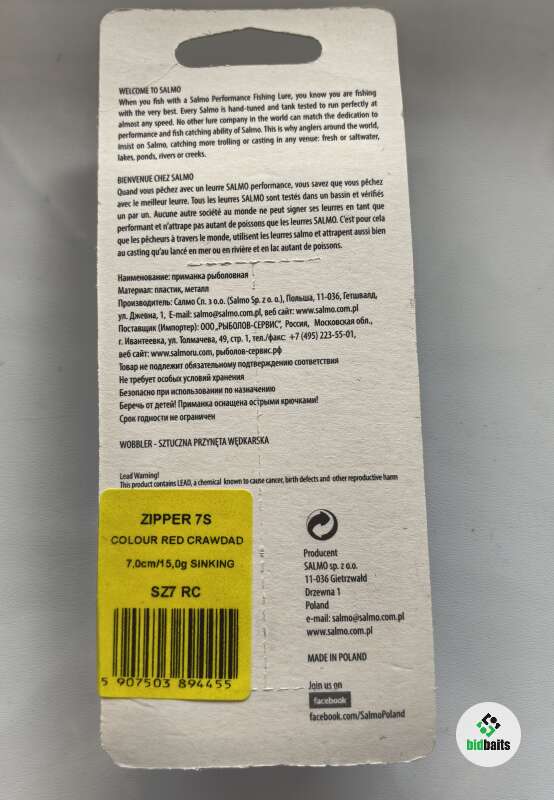 WELCOME TO SALMO
When you fish with a Salmo Performance Fishing Lure, you know you are fishing
with the very best. Every Salmo is hand-tuned and tank tested to run perfectly at
almost any speed. No other lure company in the world can match the dedication to
performance and fish catching ability of Salmo. This is why anglers around the world,
insist on Salmo, catching more trolling or casting in any venue: fresh or saltwater,
lakes, ponds, rivers or creeks.
BIENVENUE CHEZ SALMO
Quand vous pêchez avec un leurre SALMO performance, vous savez que vous pêchez
avec le meilleur leurre. Tous les leurres SALMO sont testés dans un bassin et vérifiés
un par un. Aucune autre société au monde ne peut signer ses leurres en tant que
performant et n'attrape pas autant de poissons que les leurres SALMO. C'est pour cela
que les pêcheurs à travers le monde, utilisent les leurres salmo et attrapent aussi bien
au casting qu'au lancer en mer ou en rivière et en lac autant de poissons.
Наименование: приманка рыболовная
Материал: пластик, металл
Производитель: Салмо Сп. з о.о. (Salmo Sp. z o.o.), Польша, 11-036, Гетшвалд,
ул. Джевна, 1, E-mail: salmo@salmo.com.pl, веб сайт: www.salmo.com.pl
Поставщик (Импортер): ООО „РЫБОЛОВ-СЕРВИС”, Россия, Московская обл.,
г. Ивантеевка, ул. Толмачева, 49, стр. 1, тел./факс: +7 (495) 223-55-01,
веб сайт: www.salmoru.com, рыболов-сервис.рф
Товар не подлежит обязательному подтверждению соответствия
Не требует особых условий хранения
Безопасно при использовании по назначению
Беречь от детей! Приманка оснащена острыми крючками!
Срок годности не ограничен
WOBBLER - SZTUCZNA PRZYNĘTA WĘDKARSKA
Lead Warning!
This product contains LEAD, a chemical known to cause cancer, birth defects and other reproductive harm
ZIPPER 7S
COLOUR RED CRAWDAD
7,0cm/15,0g SINKING
SZ7 RC
5 907503 894455
Producent
SALMO sp. z o.o.
11-036 Gietrzwałd
Drzewna 1
Poland
e-mail: salmo@salmo.com.pl
www.salmo.com.pl
MADE IN POLAND
Join us on
facebook
facebook.com/SalmoPoland
bidbaits